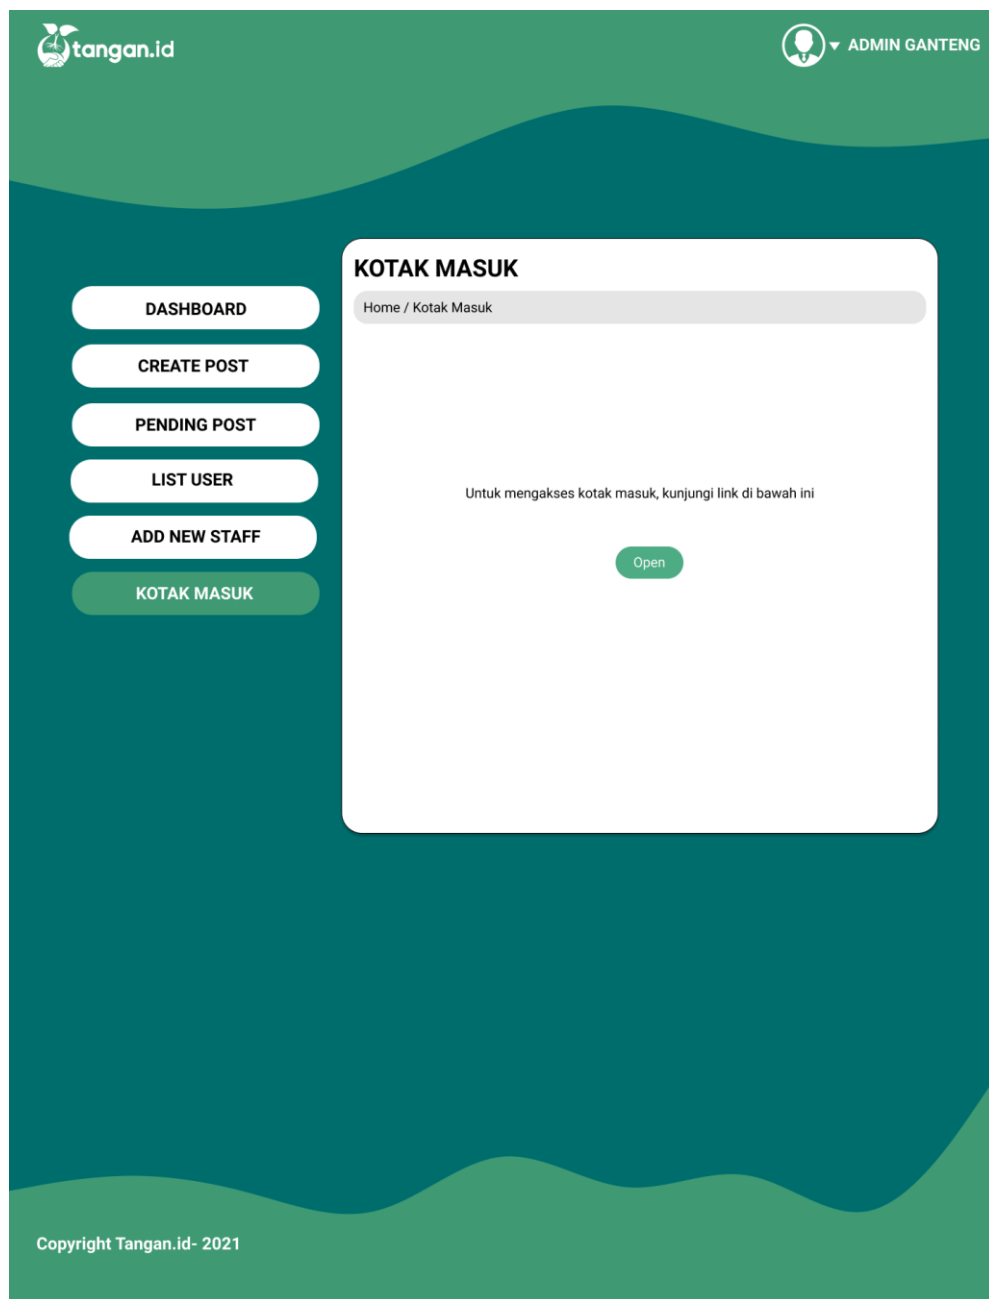 tangan.id
ADMIN GANTENG
KOTAK MASUK
Home / Kotak Masuk
DASHBOARD
CREATE POST
PENDING POST
LIST USER
ADD NEW STAFF
KOTAK MASUK
Untuk mengakses kotak masuk, kunjungi link di bawah ini
Open
Copyright Tangan.id- 2021